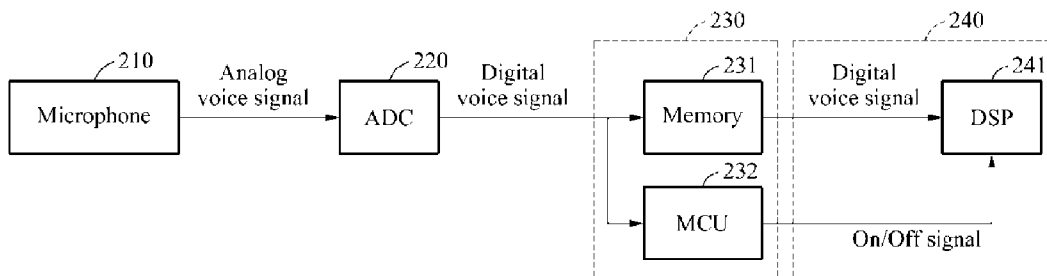 230
240
210
Analog
voice signal
220
Digital
voice signal
231
Digital
voice signal
241
Microphone
ADC
Memory
DSP
232
MCU
On/Off signal